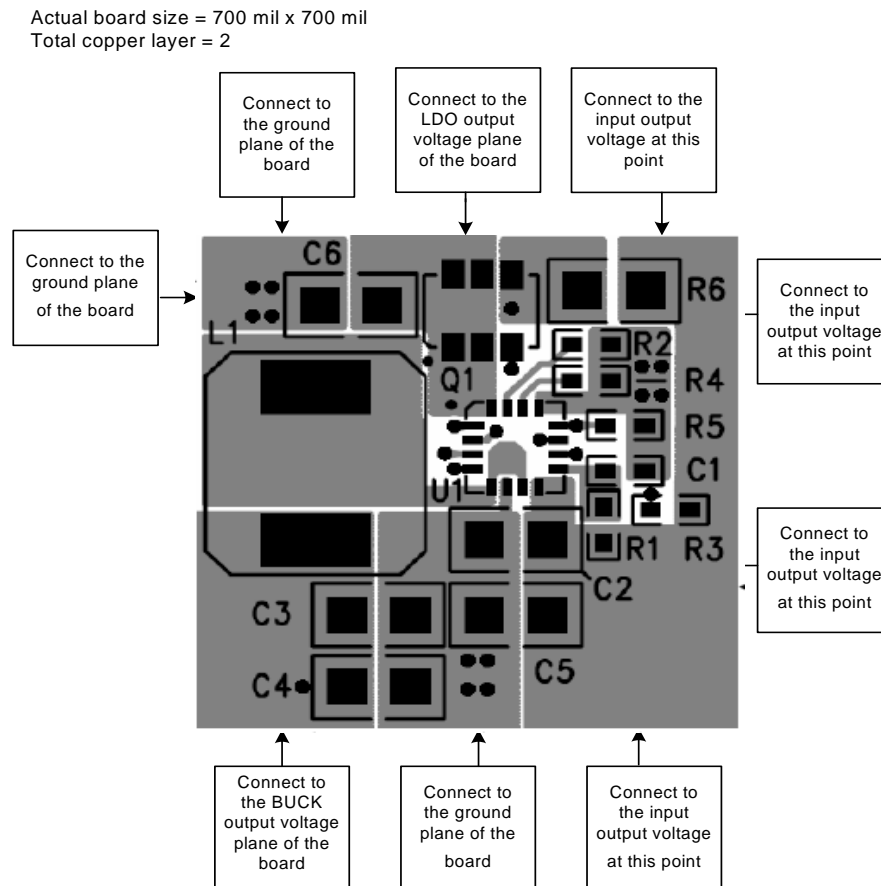 Actual board size = 700 mil x 700 mil
Total copper layer = 2
Connect to
the ground
plane of the
board
Connect to the
LDO output
voltage plane
of the board
Connect to the
input output
voltage at this
point
Connect to the
ground plane
of the board
Connect to
the input
output voltage
at this point
C6
R6
L1
R2
Q1
R4
R5
C1
U1
R1
R3
C2
C3
C4
C5
Connect to
the input
output voltage
at this point
Connect to
the BUCK
output voltage
plane of the
board
Connect to
the ground
plane of the
board
Connect to
the input
output voltage
at this point